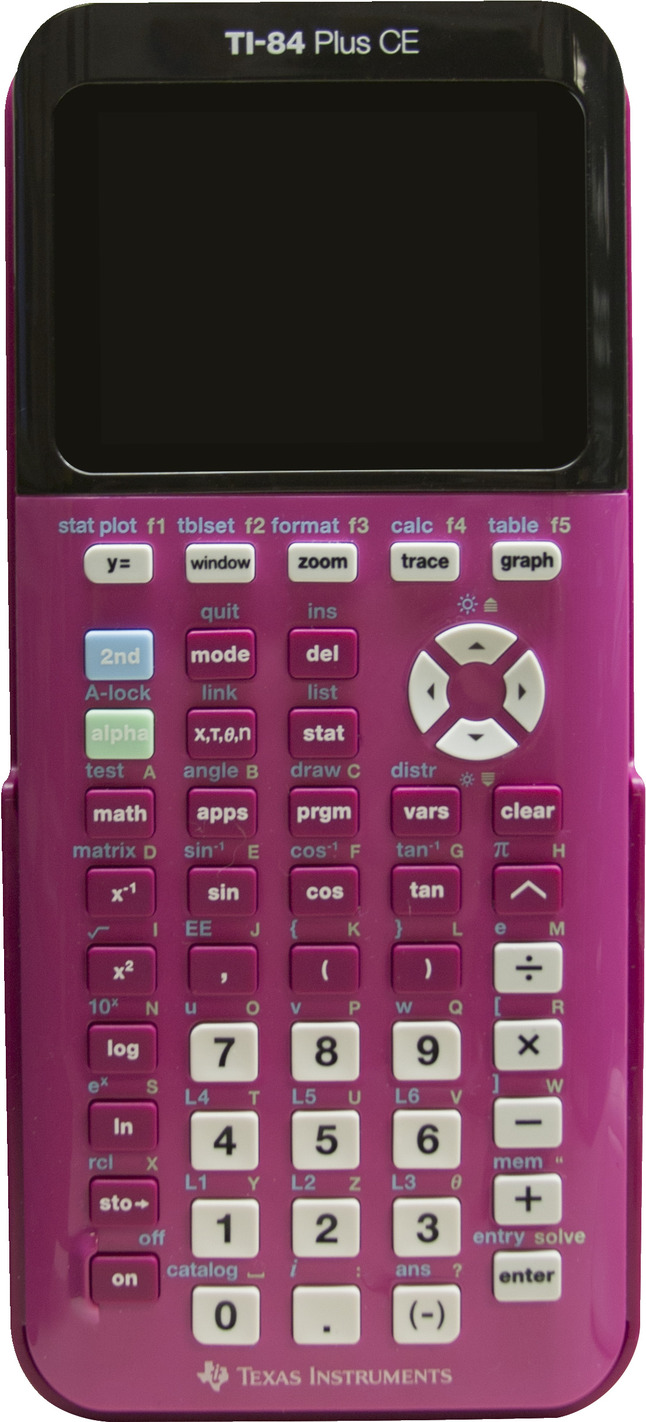 TI-84 Plus CE
stat plot f1 tblset f2 format f3 calc f4 table f5
y= window zoom trace graph
quit ins
2nd mode del
A-lock link list
alpha X,T,θ,n stat
test A angle B draw C distr
math apps prgm vars clear
matrix D sin⁻¹ E cos⁻¹ F tan⁻¹ G π H
x⁻¹ sin cos tan ^
√ I EE J { K } L e M
x² , ( ) ÷
10ˣ N u O v P w Q [ R
log 7 8 9 ×
eˣ S L4 T L5 U L6 V ] W
ln 4 5 6 −
rcl X L1 Y L2 Z L3 θ mem "
sto→ 1 2 3 +
off catalog ⎵ i : ans ? entry solve
on 0 . (-) enter
TEXAS INSTRUMENTS